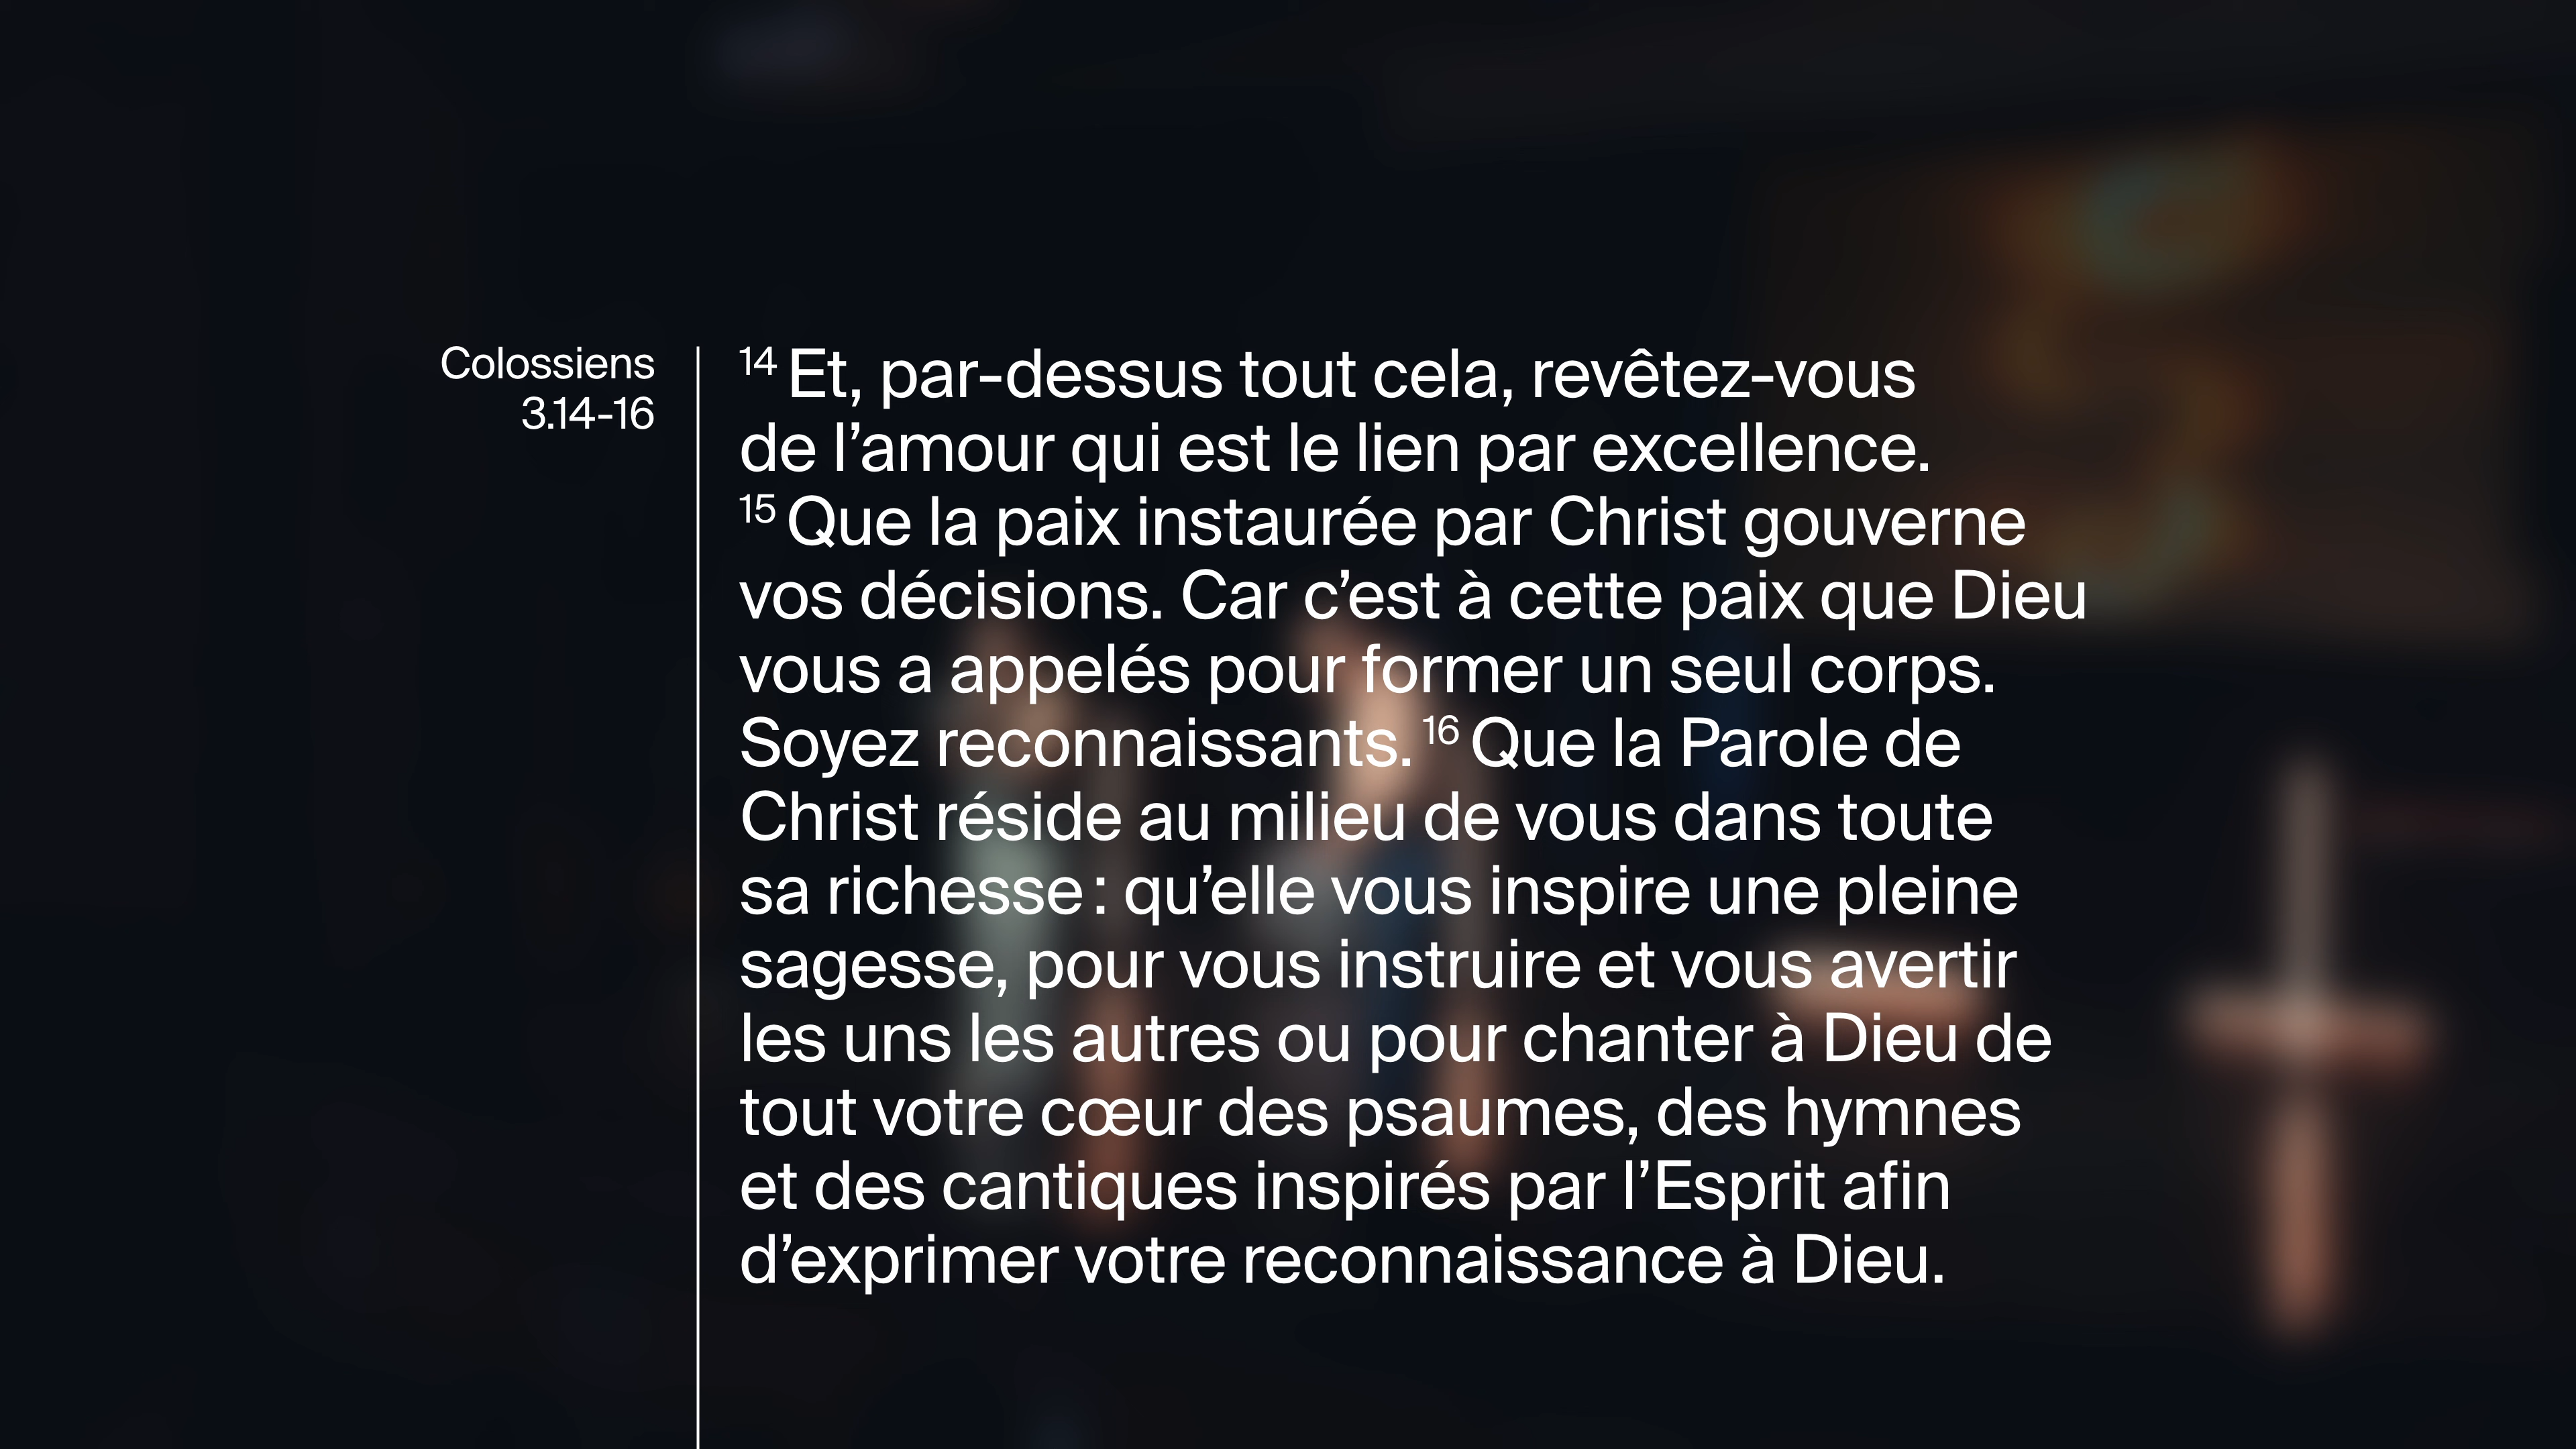 Colossiens
3.14-16
14 Et, par-dessus tout cela, revêtez-vous
de l’amour qui est le lien par excellence.
15 Que la paix instaurée par Christ gouverne
vos décisions. Car c’est à cette paix que Dieu
vous a appelés pour former un seul corps.
Soyez reconnaissants. 16 Que la Parole de
Christ réside au milieu de vous dans toute
sa richesse : qu’elle vous inspire une pleine
sagesse, pour vous instruire et vous avertir
les uns les autres ou pour chanter à Dieu de
tout votre cœur des psaumes, des hymnes
et des cantiques inspirés par l’Esprit afin
d’exprimer votre reconnaissance à Dieu.